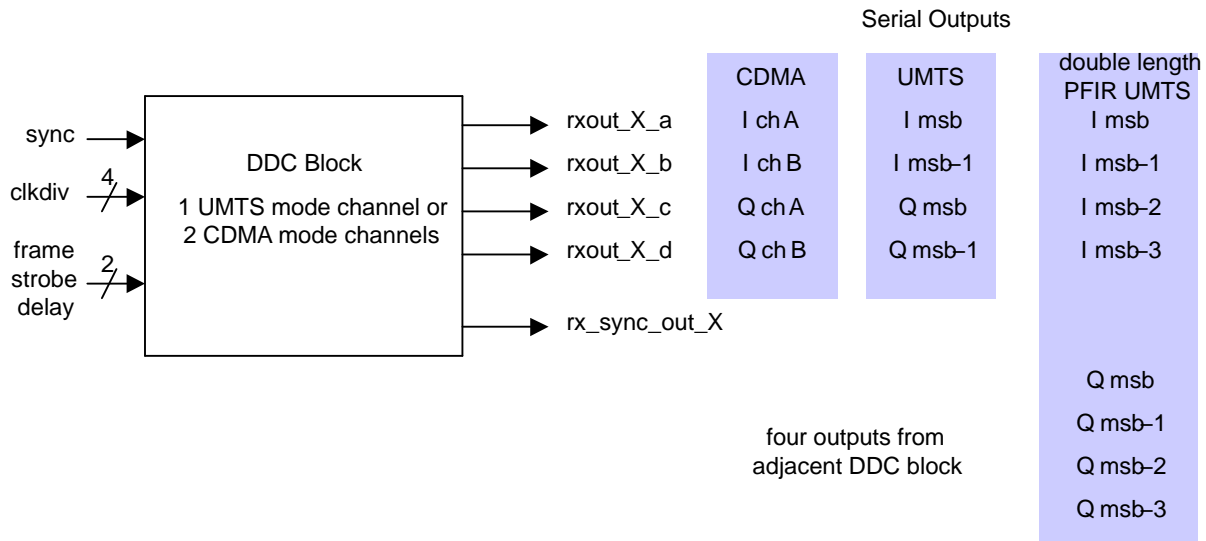 Serial Outputs
sync
clkdiv
4
frame
strobe
delay
2
DDC Block
1 UMTS mode channel or
2 CDMA mode channels
rxout_X_a
rxout_X_b
rxout_X_c
rxout_X_d
rx_sync_out_X
CDMA
I ch A
I ch B
Q ch A
Q ch B
UMTS
I msb
I msb-1
Q msb
Q msb-1
double length
PFIR UMTS
I msb
I msb-1
I msb-2
I msb-3
four outputs from
adjacent DDC block
Q msb
Q msb-1
Q msb-2
Q msb-3